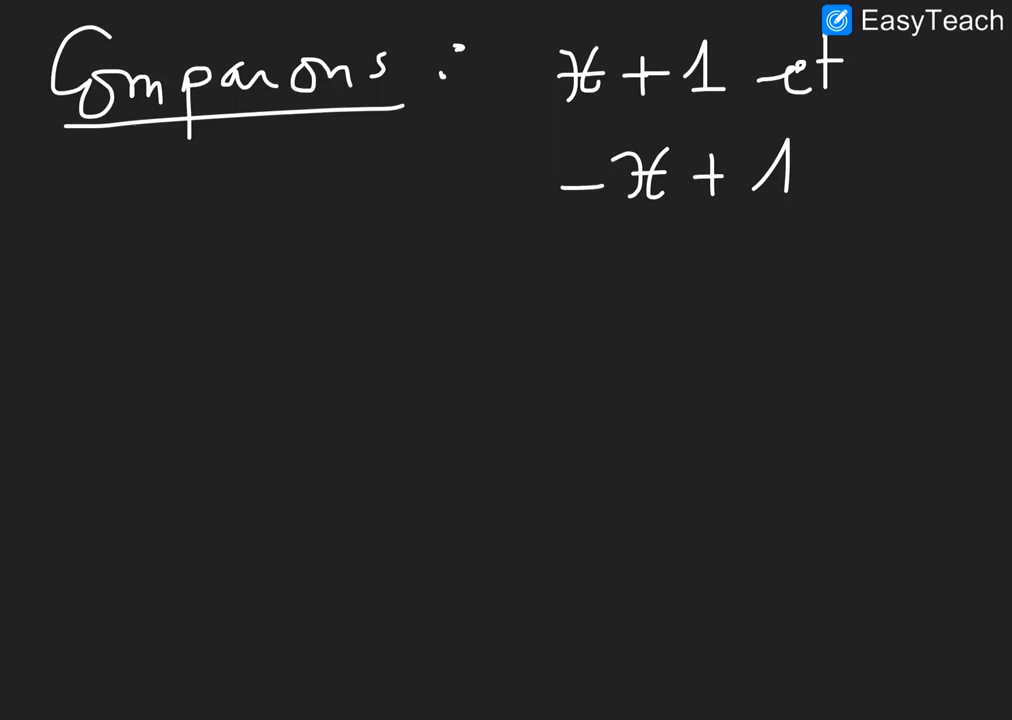 EasyTeach
Comparons : x + 1 et
- x + 1